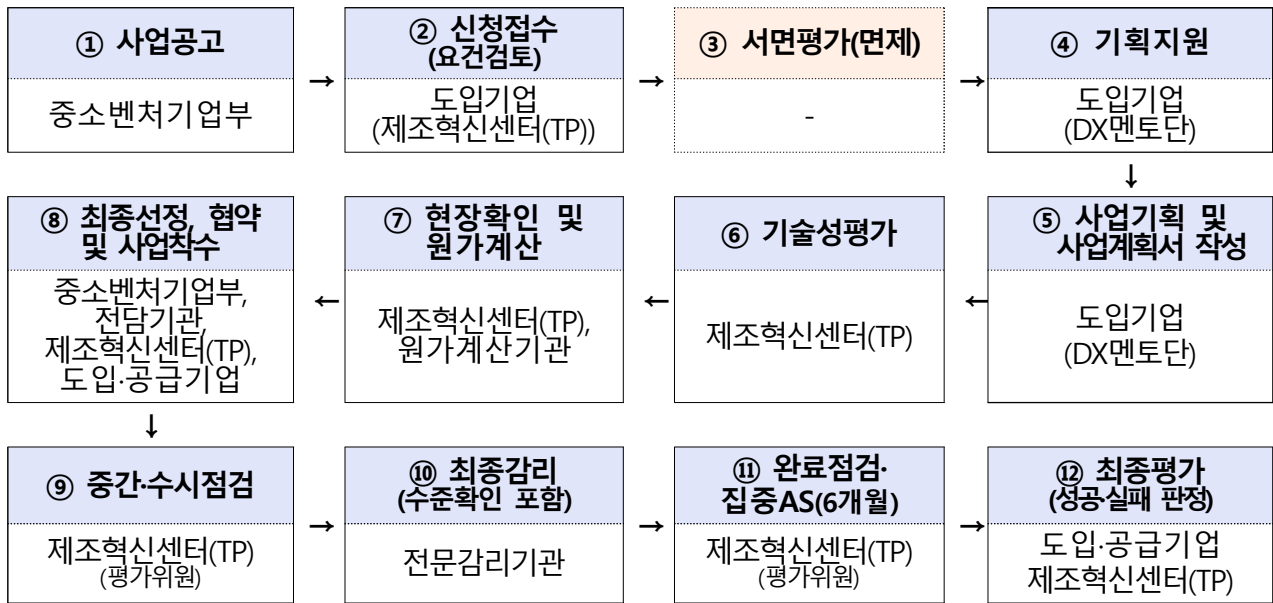 ① 사업공고
중소벤처기업부
→
② 신청접수
(요건검토)
도입기업
(제조혁신센터(TP))
→
③ 서면평가(면제)
-
→
④ 기획지원
도입기업
(DX멘토단)
↓
⑤ 사업기획 및
사업계획서 작성
도입기업
(DX멘토단)
←
⑥ 기술성평가
제조혁신센터(TP)
←
⑦ 현장확인 및
원가계산
제조혁신센터(TP),
원가계산기관
←
⑧ 최종선정, 협약
및 사업착수
중소벤처기업부,
전담기관,
제조혁신센터(TP),
도입·공급기업
↓
⑨ 중간·수시점검
제조혁신센터(TP)
(평가위원)
→
⑩ 최종감리
(수준확인 포함)
전문감리기관
→
⑪ 완료점검·
집중AS(6개월)
제조혁신센터(TP)
(평가위원)
→
⑫ 최종평가
(성공·실패 판정)
도입·공급기업
제조혁신센터(TP)